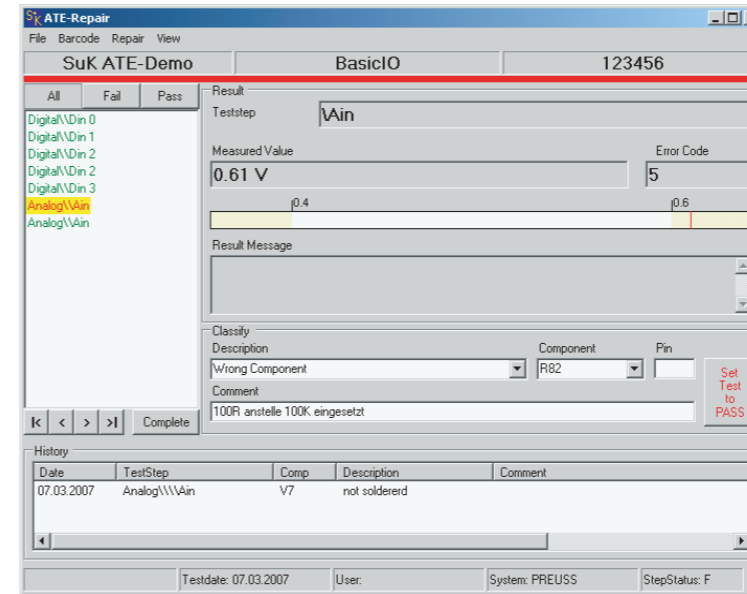 SK ATE-Repair
File Barcode Repair View
SuK ATE-Demo BasicIO 123456
All Fail Pass
Digital\\Din 0
Digital\\Din 1
Digital\\Din 2
Digital\\Din 2
Digital\\Din 3
Analog\\Ain
Analog\\Ain
Complete
Result
Teststep \Ain
Measured Value Error Code
0.61 V 5
0.4 0.6
Result Message
Classify
Description Component Pin
Wrong Component R82
Comment
100R anstelle 100K eingesetzt
Set
Test
to
PASS
History
Date TestStep Comp Description Comment
07.03.2007 Analog\\\\Ain V7 not soldererd
Testdate: 07.03.2007 User: System: PREUSS StepStatus: F